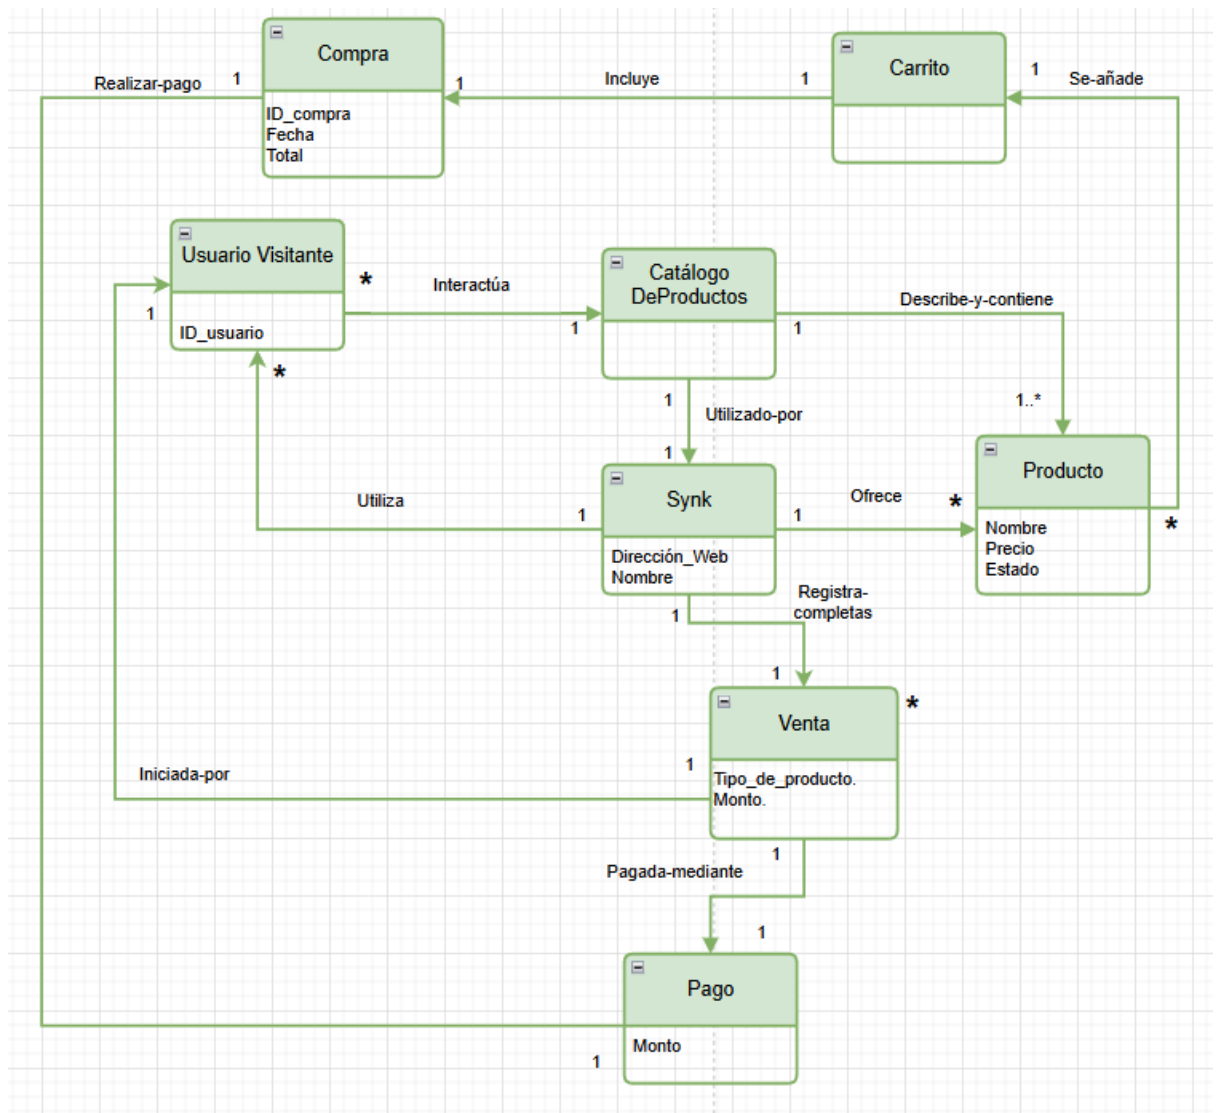 Compra
Realizar-pago
1
1
Incluye
1
Carrito
1
Se-añade
ID_compra
Fecha
Total
Usuario Visitante
*
Interactúa
1
Catálogo
DeProductos
Describe-y-contiene
1
1
ID_usuario
*
1
Utilizado-por
1..*
1
Synk
Utiliza
1
1
Ofrece
*
Producto
*
Dirección_Web
Nombre
Nombre
Precio
Estado
1
Registra-
completas
1
Venta
*
Iniciada-por
1
Tipo_de_producto.
Monto.
1
Pagada-mediante
1
Pago
Monto
1